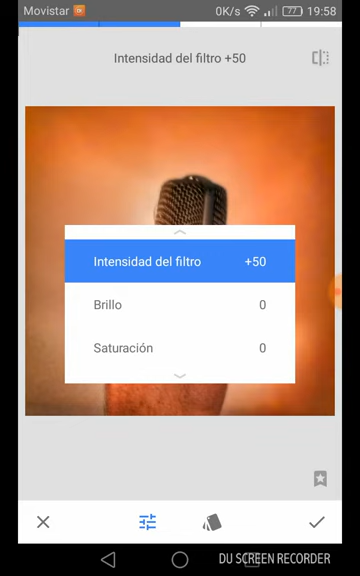 Movistar 0K/s 77 19:58
Intensidad del filtro +50
Intensidad del filtro +50
Brillo 0
Saturación 0
DU SCREEN RECORDER